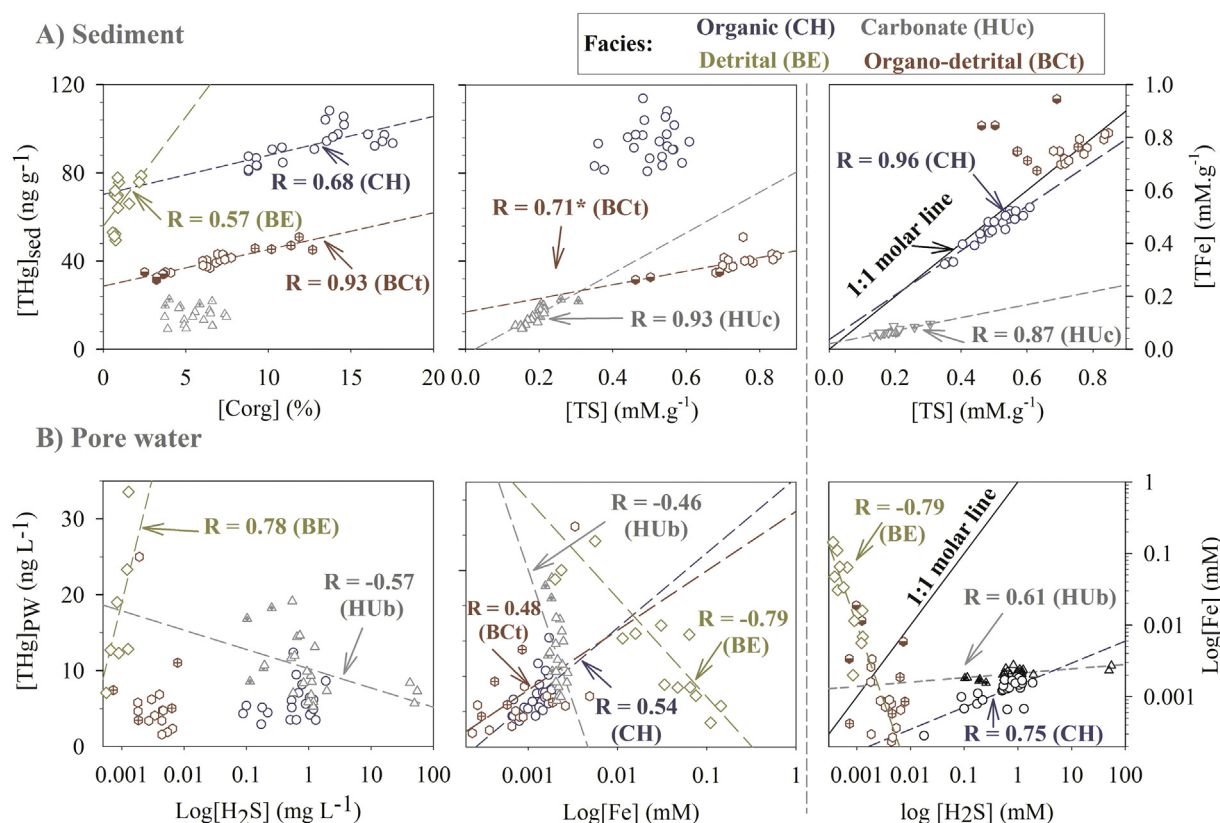 A) Sediment
Facies:
Organic (CH) Carbonate (HUc)
Detrital (BE) Organo-detrital (BCt)
[THg]sed (ng g-1)
120
80
40
0
R = 0.68 (CH)
R = 0.57 (BE)
R = 0.93 (BCt)
0 5 10 15 20
[Corg] (%)
R = 0.71* (BCt)
R = 0.93 (HUc)
0.0 0.2 0.4 0.6 0.8
[TS] (mM.g-1)
R = 0.96 (CH)
1:1 molar line
R = 0.87 (HUc)
1.0
0.8
0.6
0.4
0.2
0.0
[TFe] (mM.g-1)
0.0 0.2 0.4 0.6 0.8
[TS] (mM.g-1)
B) Pore water
[THg]PW (ng L-1)
30
20
10
0
R = 0.78 (BE)
R = -0.57
(HUb)
0.001 0.01 0.1 1 100
Log[H2S] (mg L-1)
R = -0.46
(HUb)
R = 0.48
(BCt)
R = -0.79
(BE)
R = 0.54
(CH)
0.001 0.01 0.1 1
Log[Fe] (mM)
R = -0.79
(BE)
1:1 molar line
R = 0.61 (HUb)
R = 0.75 (CH)
1
0.1
0.01
0.001
Log[Fe] (mM)
0.001 0.01 0.1 1 100
log [H2S] (mM)